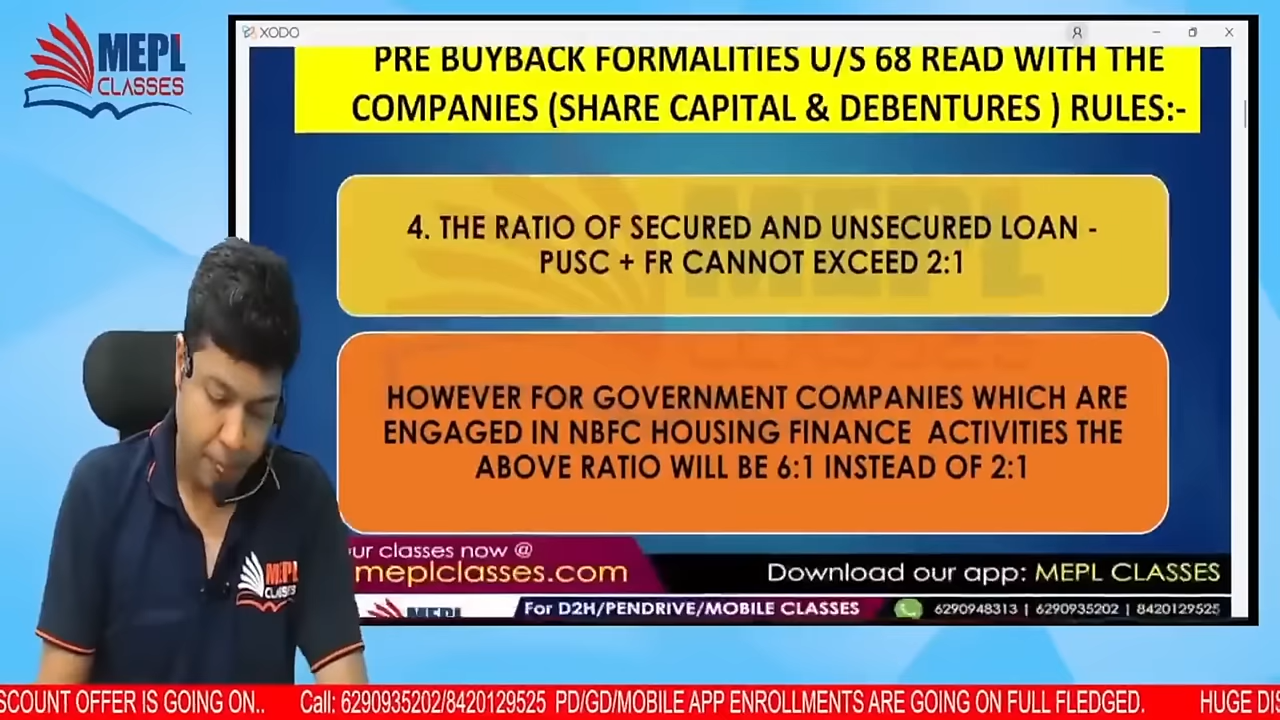 MEPL
CLASSES
XODO
PRE BUYBACK FORMALITIES U/S 68 READ WITH THE
COMPANIES (SHARE CAPITAL & DEBENTURES ) RULES:-
4. THE RATIO OF SECURED AND UNSECURED LOAN -
PUSC + FR CANNOT EXCEED 2:1
HOWEVER FOR GOVERNMENT COMPANIES WHICH ARE
ENGAGED IN NBFC HOUSING FINANCE ACTIVITIES THE
ABOVE RATIO WILL BE 6:1 INSTEAD OF 2:1
ur classes now @
meplclasses.com
Download our app: MEPL CLASSES
MEPL
For D2H/PENDRIVE/MOBILE CLASSES
6290948313 | 6290935202 | 8420129525
MEPL
CLASSES
SCOUNT OFFER IS GOING ON.. Call: 6290935202/8420129525 PD/GD/MOBILE APP ENROLLMENTS ARE GOING ON FULL FLEDGED. HUGE DIS